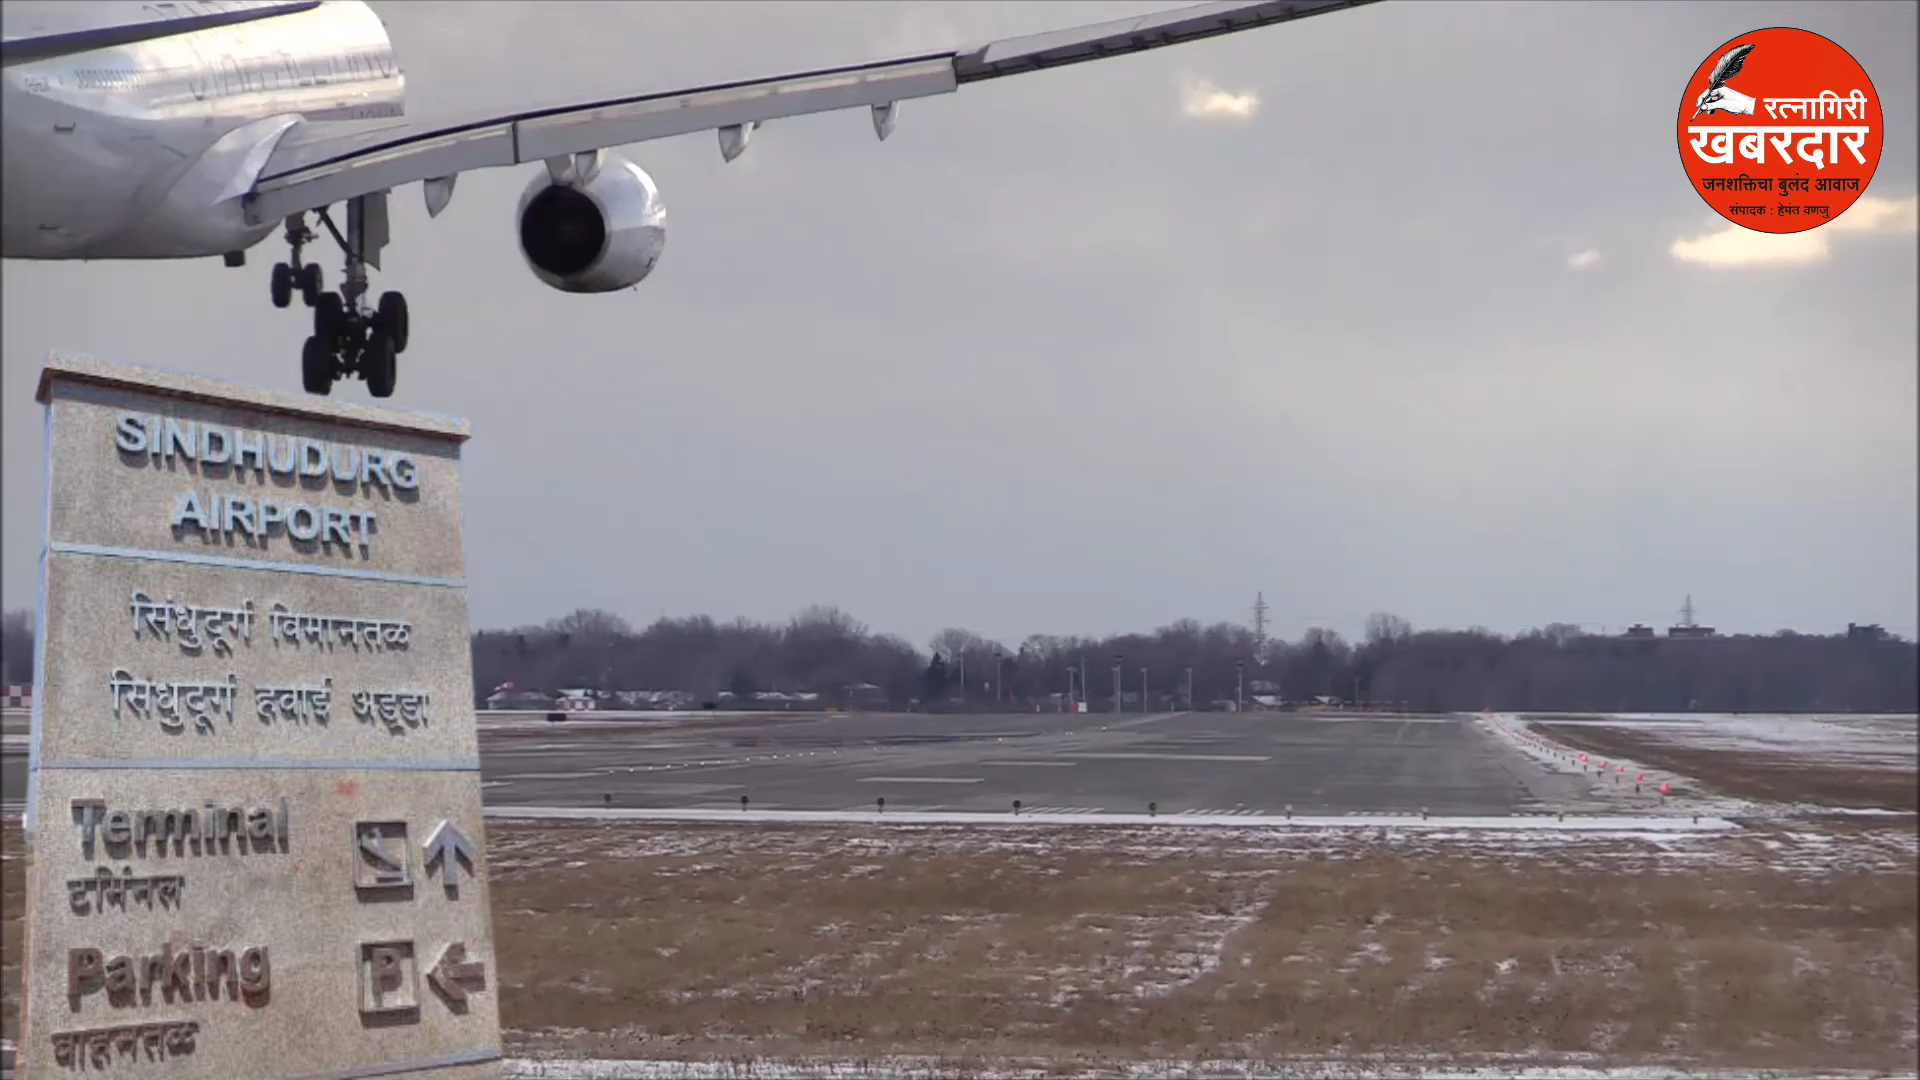 SINDHUDURG
AIRPORT
सिंधुदूर्ग विमानतळ
सिंधुदूर्ग हवाई अड्डा
Terminal
टर्मिनल
Parking
P
वाहनतळ
रत्नागिरी
खबरदार
जनशक्तिचा बुलंद आवाज
संपादक : हेमंत वणजु